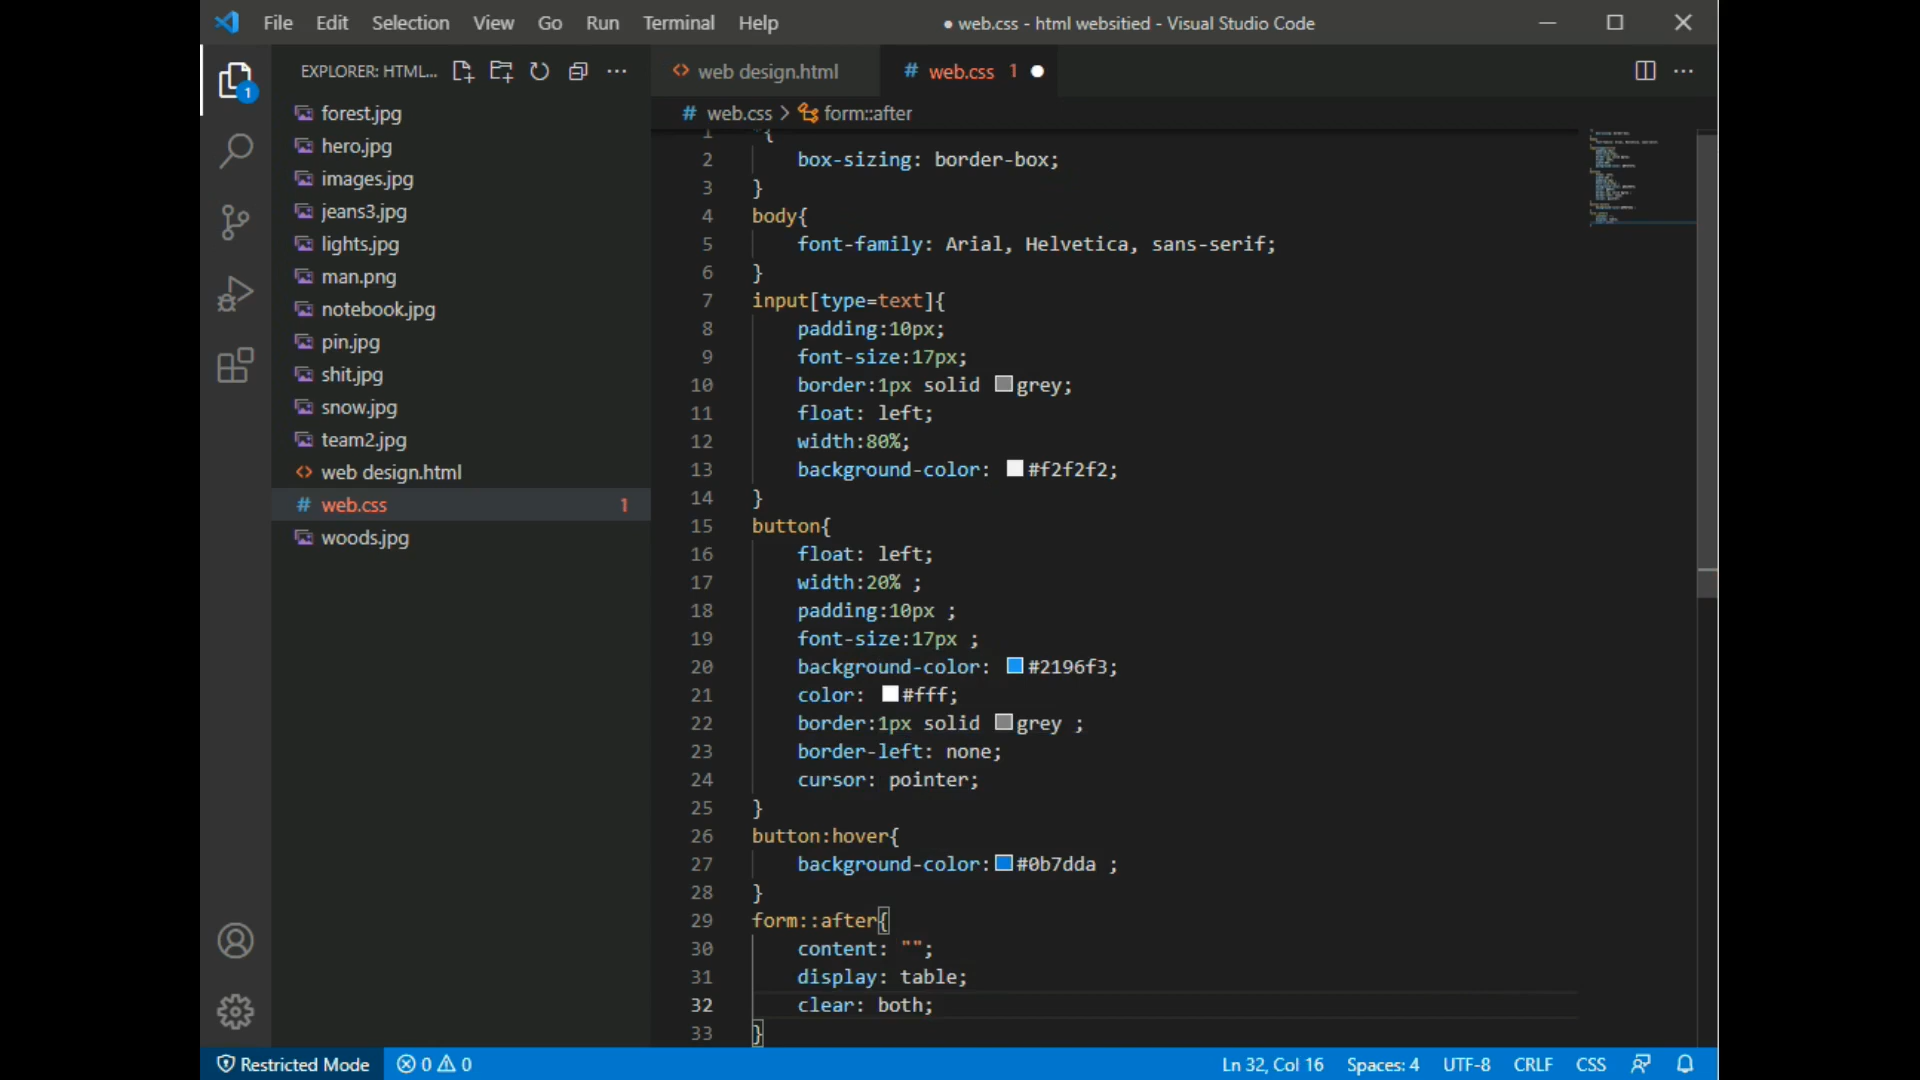 File Edit Selection View Go Run Terminal Help
● web.css - html websitied - Visual Studio Code
EXPLORER: HTML...
web design.html
# web.css 1
1
# web.css > form::after
forest.jpg
hero.jpg
images.jpg
jeans3.jpg
lights.jpg
man.png
notebook.jpg
pin.jpg
shit.jpg
snow.jpg
team2.jpg
web design.html
# web.css 1
woods.jpg
1 *{
2 box-sizing: border-box;
3 }
4 body{
5 font-family: Arial, Helvetica, sans-serif;
6 }
7 input[type=text]{
8 padding:10px;
9 font-size:17px;
10 border:1px solid grey;
11 float: left;
12 width:80%;
13 background-color: #f2f2f2;
14 }
15 button{
16 float: left;
17 width:20% ;
18 padding:10px ;
19 font-size:17px ;
20 background-color: #2196f3;
21 color: #fff;
22 border:1px solid grey ;
23 border-left: none;
24 cursor: pointer;
25 }
26 button:hover{
27 background-color:#0b7dda ;
28 }
29 form::after{
30 content: "";
31 display: table;
32 clear: both;
33 }
Restricted Mode 0 0
Ln 32, Col 16 Spaces: 4 UTF-8 CRLF CSS